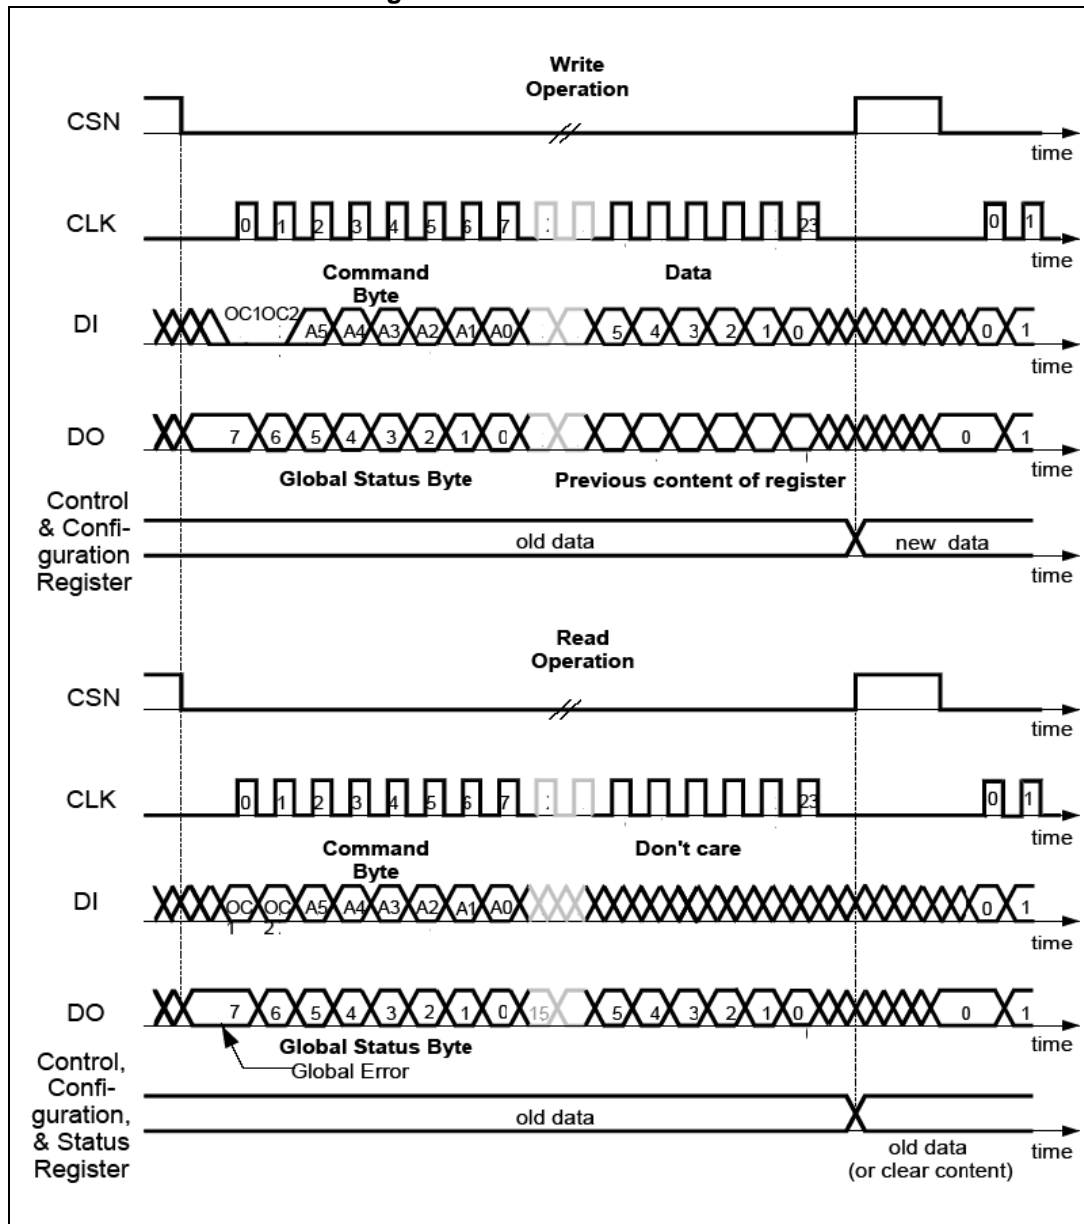 Write
Operation
CSN
time
CLK
0 1 2 3 4 5 6 7 23 0 1
time
Command
Byte
Data
DI
OC1OC2
A5 A4 A3 A2 A1 A0 5 4 3 2 1 0 0 1
time
DO
7 6 5 4 3 2 1 0 0 1
time
Global Status Byte
Previous content of register
Control
& Confi-
guration
Register
old data
new data
time
Read
Operation
CSN
time
CLK
0 1 2 3 4 5 6 7 23 0 1
time
Command
Byte
Don't care
DI
OC
1
OC
2
A5 A4 A3 A2 A1 A0 0 1
time
DO
7 6 5 4 3 2 1 0 15 5 4 3 2 1 0 0 1
time
Global Status Byte
Global Error
Control,
Confi-
guration,
& Status
Register
old data
old data
(or clear content)
time